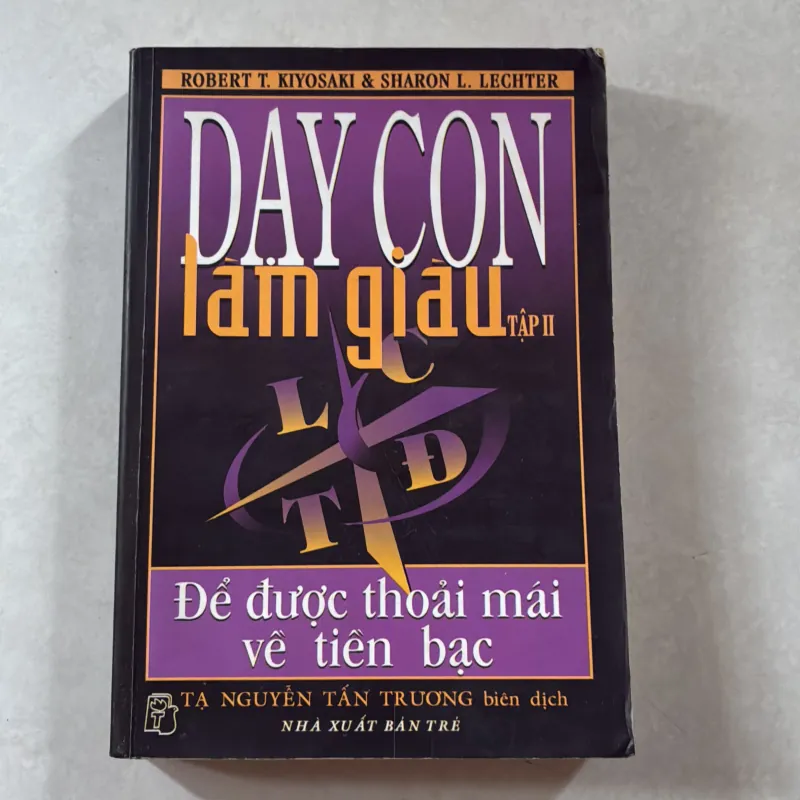 ROBERT T. KIYOSAKI & SHARON L. LECHTER
DẠY CON
làm giàu TẬP II
L C
T Đ
Để được thoải mái
về tiền bạc
TẠ NGUYỄN TẤN TRƯƠNG biên dịch
T
NHÀ XUẤT BẢN TRẺ